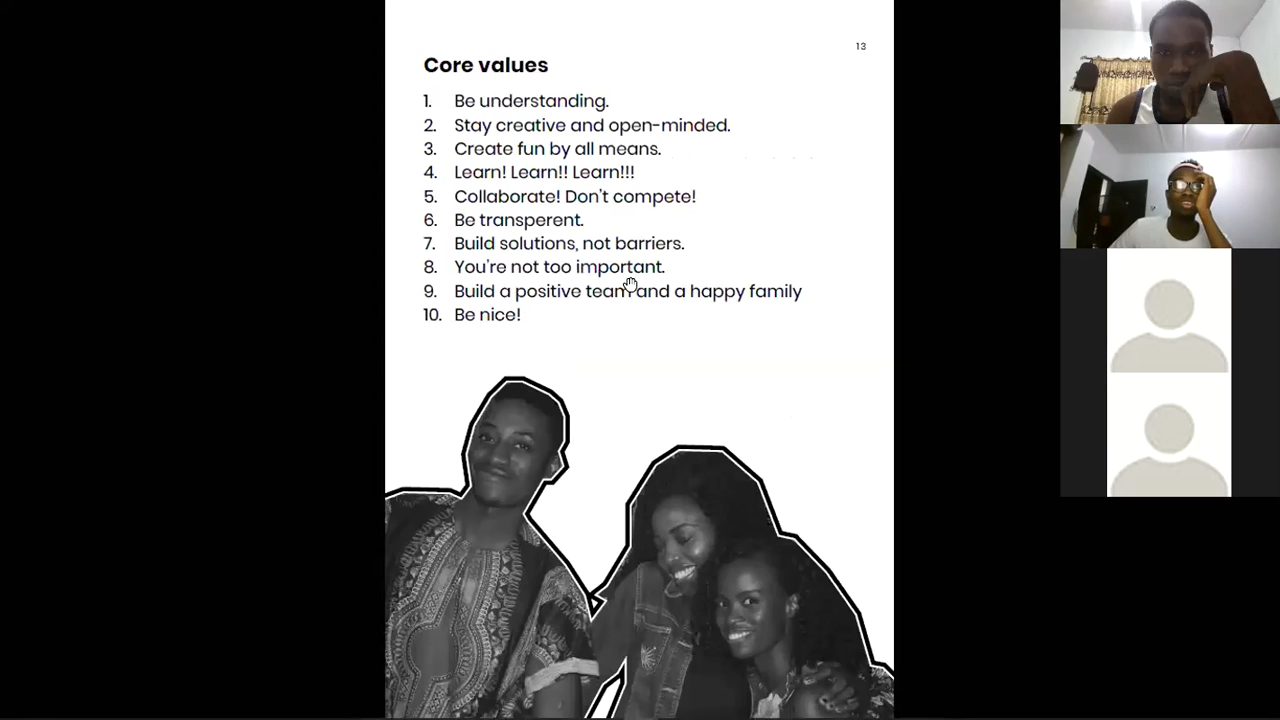 13
Core values
1. Be understanding.
2. Stay creative and open-minded.
3. Create fun by all means.
4. Learn! Learn!! Learn!!!
5. Collaborate! Don't compete!
6. Be transperent.
7. Build solutions, not barriers.
8. You're not too important.
9. Build a positive team and a happy family
10. Be nice!